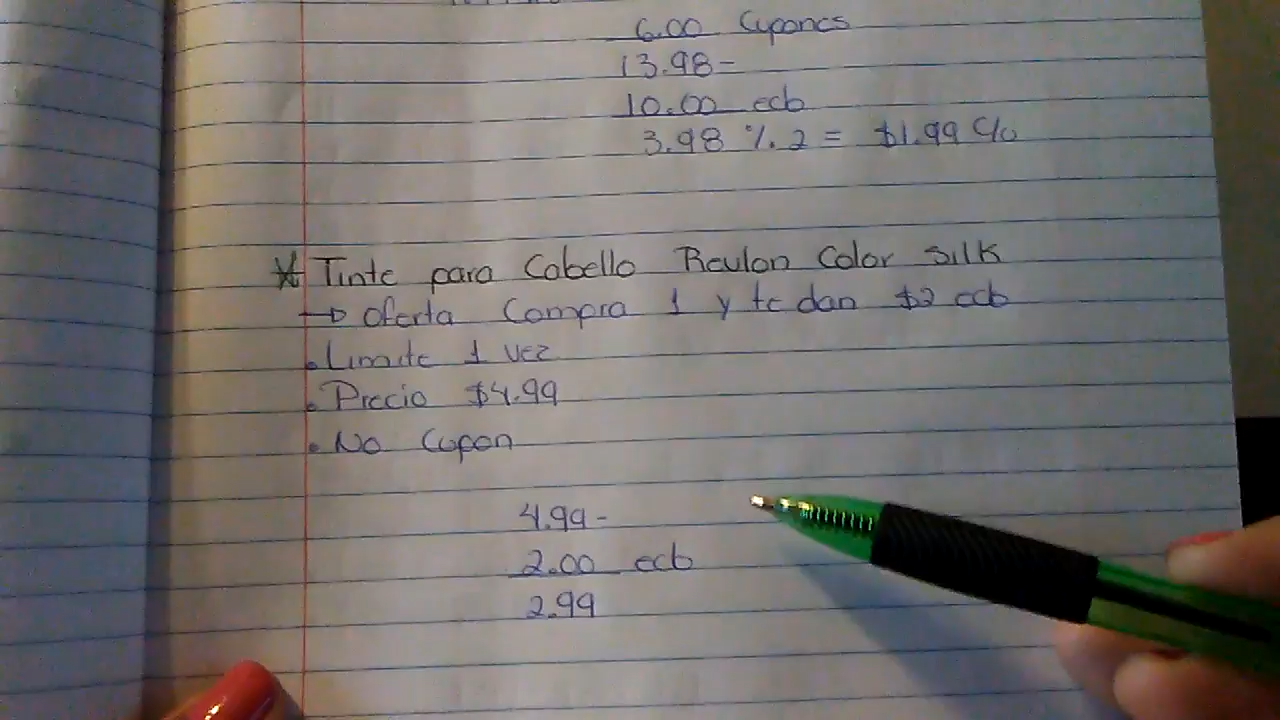 6.00 Cupones
13.98-
10.00 ecb
3.98 % 2 = $1.99 C/u
* Tinte para Cabello Revlon Color Silk
→ Oferta Compra 1 y te dan $2 ecb
. Limite 1 vez
. Precio $4.99
. No Cupon
4.99-
2.00 ecb
2.99